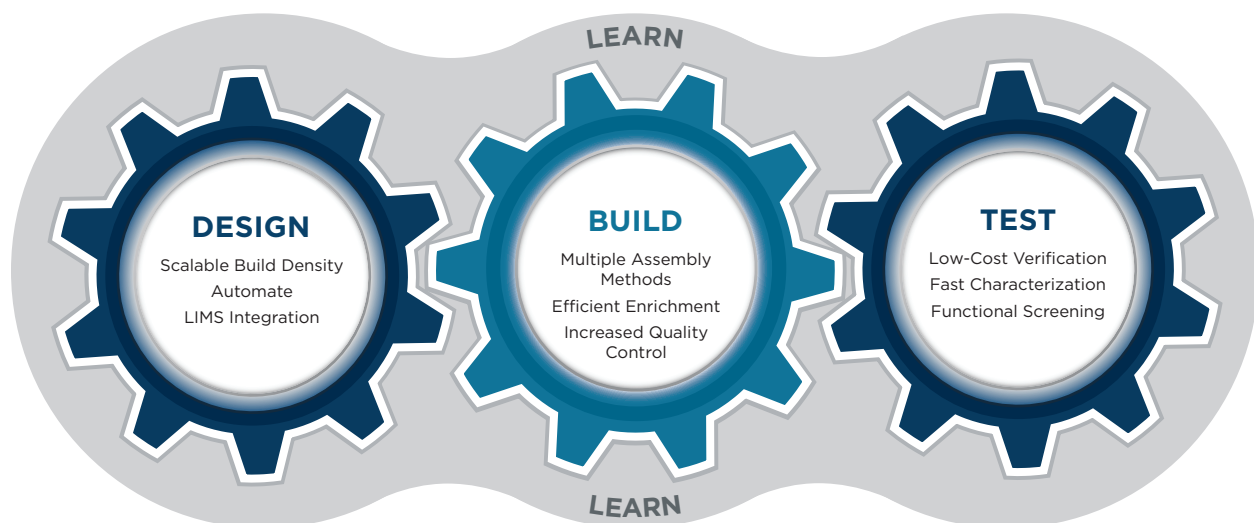 LEARN
DESIGN
Scalable Build Density
Automate
LIMS Integration
BUILD
Multiple Assembly
Methods
Efficient Enrichment
Increased Quality
Control
TEST
Low-Cost Verification
Fast Characterization
Functional Screening
LEARN